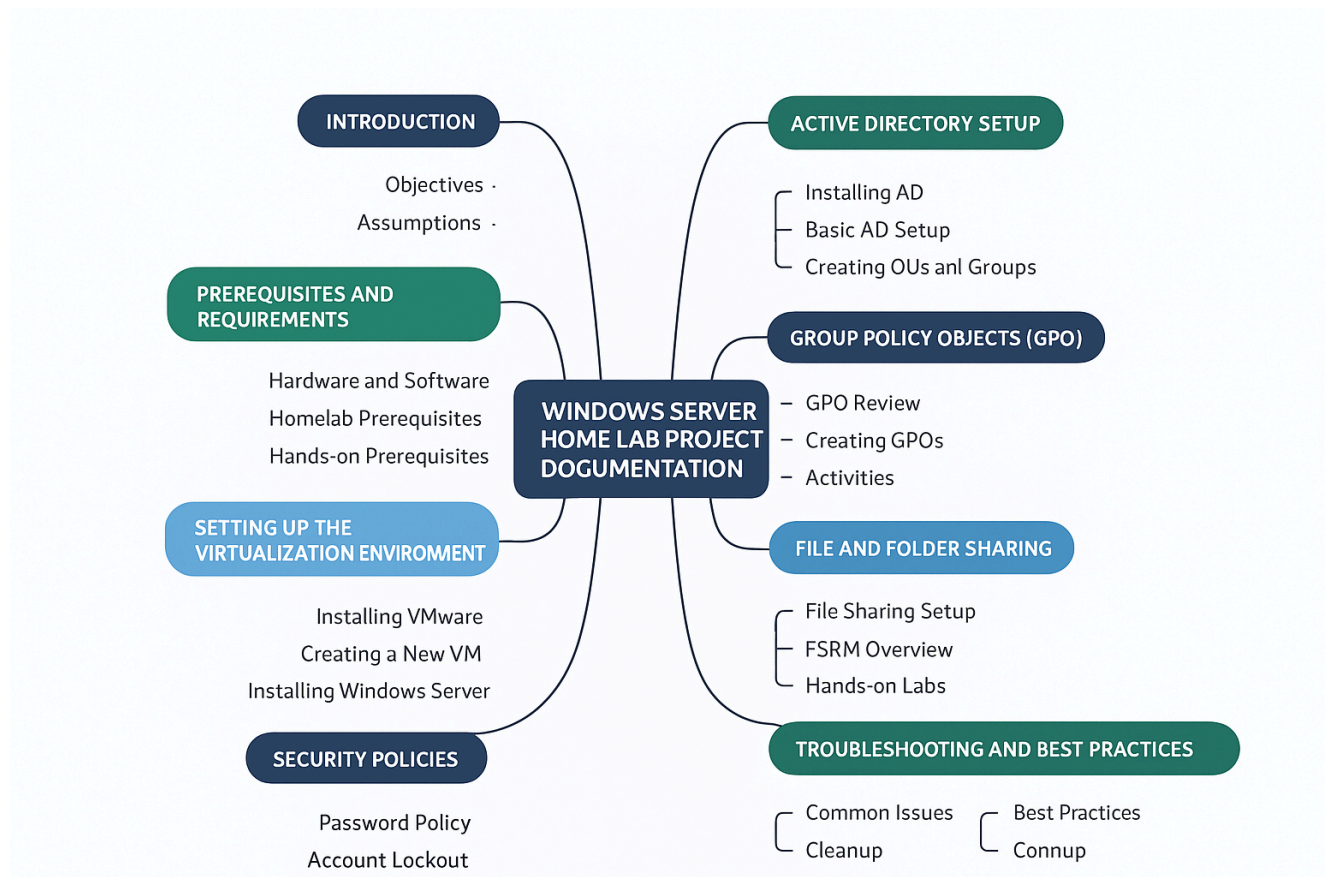 INTRODUCTION
Objectives
Assumptions
PREREQUISITES AND
REQUIREMENTS
Hardware and Software
Homelab Prerequisites
Hands-on Prerequisites
SETTING UP THE
VIRTUALIZATION ENVIROMMENT
Installing VMware
Creating a New VM
Installing Windows Server
SECURITY POLICIES
Password Policy
Account Lockout
WINDOWS SERVER
HOME LAB PROJECT
DOGUMENTATION
ACTIVE DIRECTORY SETUP
Installing AD
Basic AD Setup
Creating OUs anl Groups
GROUP POLICY OBJECTS (GPO)
GPO Review
Creating GPOs
Activities
FILE AND FOLDER SHARING
File Sharing Setup
FSRM Overview
Hands-on Labs
TROUBLESHOOTING AND BEST PRACTICES
Common Issues
Cleanup
Best Practices
Connup